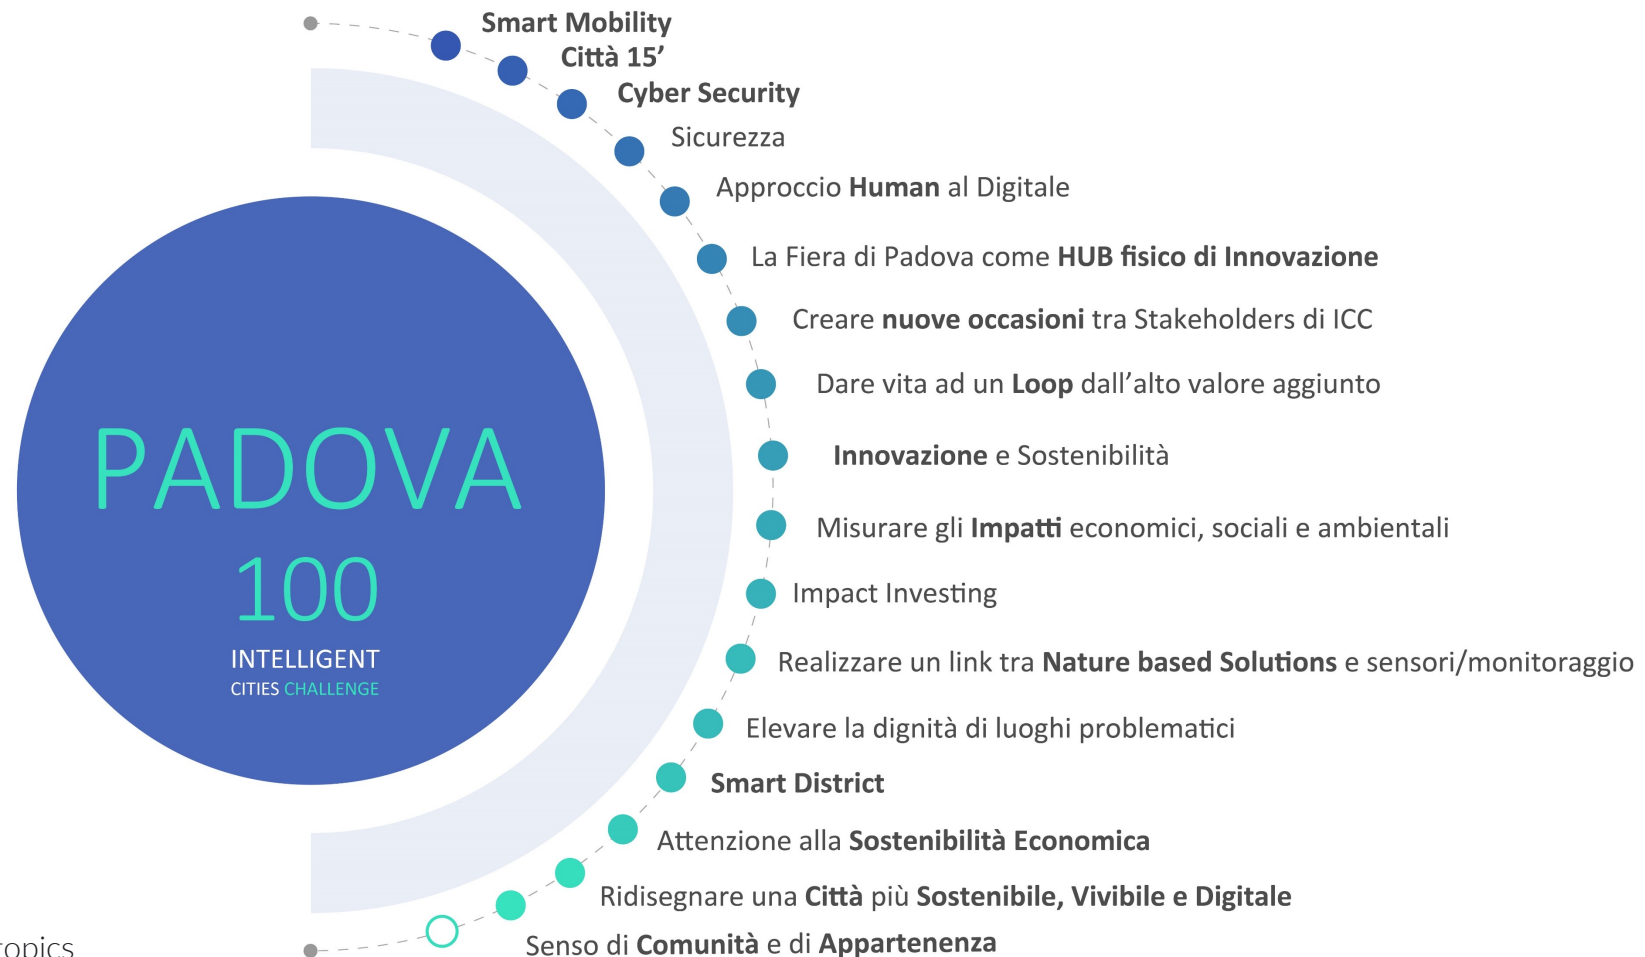 Smart Mobility
Città 15’
Cyber Security
Sicurezza
Approccio Human al Digitale
La Fiera di Padova come HUB fisico di Innovazione
Creare nuove occasioni tra Stakeholders di ICC
Dare vita ad un Loop dall’alto valore aggiunto
Innovazione e Sostenibilità
Misurare gli Impatti economici, sociali e ambientali
Impact Investing
Realizzare un link tra Nature based Solutions e sensori/monitoraggio
Elevare la dignità di luoghi problematici
Smart District
Attenzione alla Sostenibilità Economica
Ridisegnare una Città più Sostenibile, Vivibile e Digitale
Senso di Comunità e di Appartenenza
PADOVA
100
INTELLIGENT
CITIES CHALLENGE
topics